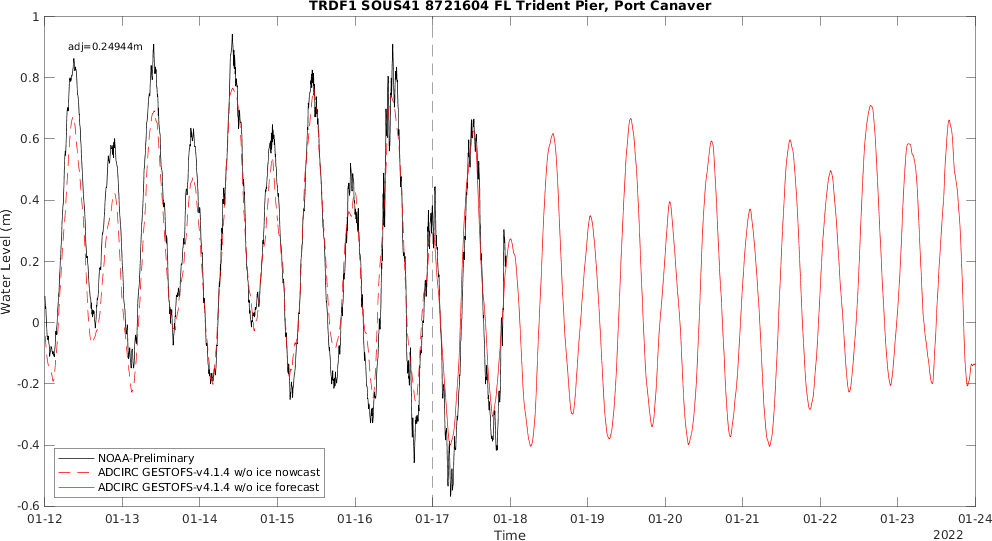 TRDF1 SOUS41 8721604 FL Trident Pier, Port Canaver
adj=0.24944m
1
0.8
0.6
0.4
0.2
0
-0.2
-0.4
-0.6
Water Level (m)
NOAA-Preliminary
ADCIRC GESTOFS-v4.1.4 w/o ice nowcast
ADCIRC GESTOFS-v4.1.4 w/o ice forecast
01-12 01-13 01-14 01-15 01-16 01-17 01-18 01-19 01-20 01-21 01-22 01-23 01-24
Time
2022